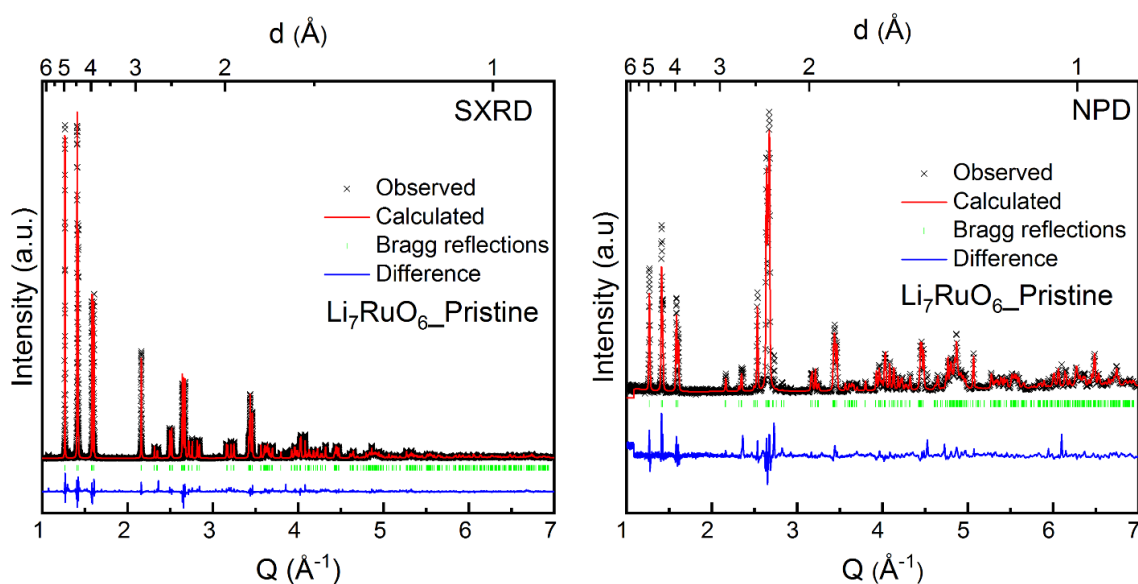 d (Å)
6 5 4 3 2 1
SXRD
Observed
Calculated
Bragg reflections
Difference
Li₇RuO₆_Pristine
Intensity (a.u.)
1 2 3 4 5 6 7
Q (Å⁻¹)
d (Å)
6 5 4 3 2 1
NPD
Observed
Calculated
Bragg reflections
Difference
Li₇RuO₆_Pristine
Intensity (a.u)
1 2 3 4 5 6 7
Q (Å⁻¹)